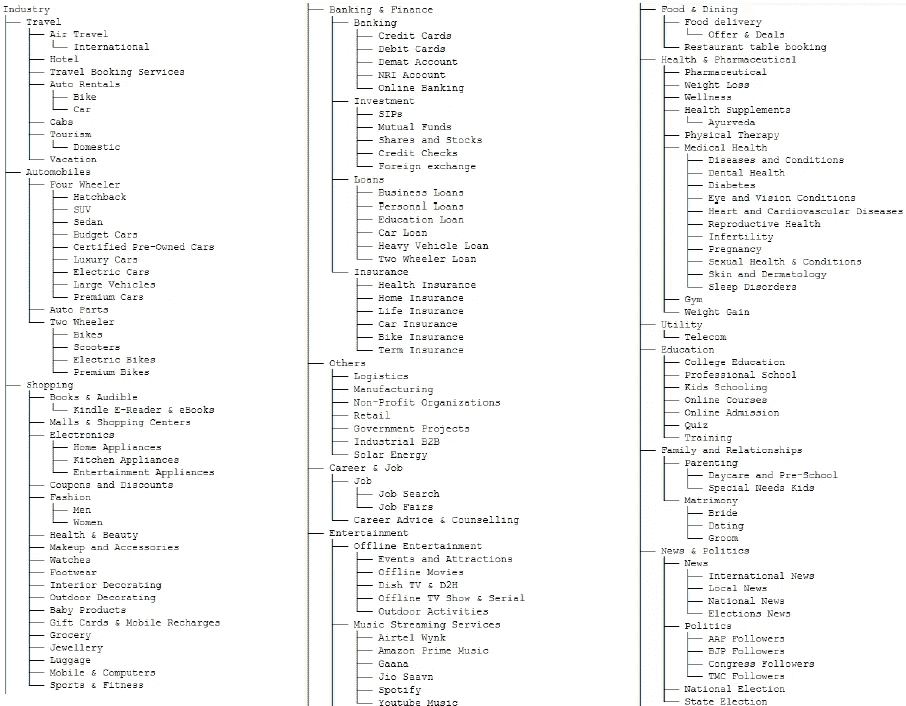 Industry
Travel
Air Travel
International
Hotel
Travel Booking Services
Auto Rentals
Bike
Car
Cabs
Tourism
Domestic
Vacation
Automobiles
Four Wheeler
Hatchback
SUV
Sedan
Budget Cars
Certified Pre-Owned Cars
Luxury Cars
Electric Cars
Large Vehicles
Premium Cars
Auto Parts
Two Wheeler
Bikes
Scooters
Electric Bikes
Premium Bikes
Shopping
Books & Audible
Kindle E-Reader & eBooks
Malls & Shopping Centers
Electronics
Home Appliances
Kitchen Appliances
Entertainment Appliances
Coupons and Discounts
Fashion
Men
Women
Health & Beauty
Makeup and Accessories
Watches
Footwear
Interior Decorating
Outdoor Decorating
Baby Products
Gift Cards & Mobile Recharges
Grocery
Jewellery
Luggage
Mobile & Computers
Sports & Fitness
Banking & Finance
Banking
Credit Cards
Debit Cards
Demat Account
NRI Account
Online Banking
Investment
SIPs
Mutual Funds
Shares and Stocks
Credit Checks
Foreign exchange
Loans
Business Loans
Personal Loans
Education Loan
Car Loan
Heavy Vehicle Loan
Two Wheeler Loan
Insurance
Health Insurance
Home Insurance
Life Insurance
Car Insurance
Bike Insurance
Term Insurance
Others
Logistics
Manufacturing
Non-Profit Organizations
Retail
Government Projects
Industrial B2B
Solar Energy
Career & Job
Job
Job Search
Job Fairs
Career Advice & Counselling
Entertainment
Offline Entertainment
Events and Attractions
Offline Movies
Dish TV & D2H
Offline TV Show & Serial
Outdoor Activities
Music Streaming Services
Airtel Wynk
Amazon Prime Music
Gaana
Jio Saavn
Spotify
Youtube Music
Food & Dining
Food delivery
Offer & Deals
Restaurant table booking
Health & Pharmaceutical
Pharmaceutical
Weight Loss
Wellness
Health Supplements
Ayurveda
Physical Therapy
Medical Health
Diseases and Conditions
Dental Health
Diabetes
Eye and Vision Conditions
Heart and Cardiovascular Diseases
Reproductive Health
Infertility
Pregnancy
Sexual Health & Conditions
Skin and Dermatology
Sleep Disorders
Gym
Weight Gain
Utility
Telecom
Education
College Education
Professional School
Kids Schooling
Online Courses
Online Admission
Quiz
Training
Family and Relationships
Parenting
Daycare and Pre-School
Special Needs Kids
Matrimony
Bride
Dating
Groom
News & Politics
News
International News
Local News
National News
Elections News
Politics
AAP Followers
BJP Followers
Congress Followers
TMC Followers
National Election
State Election